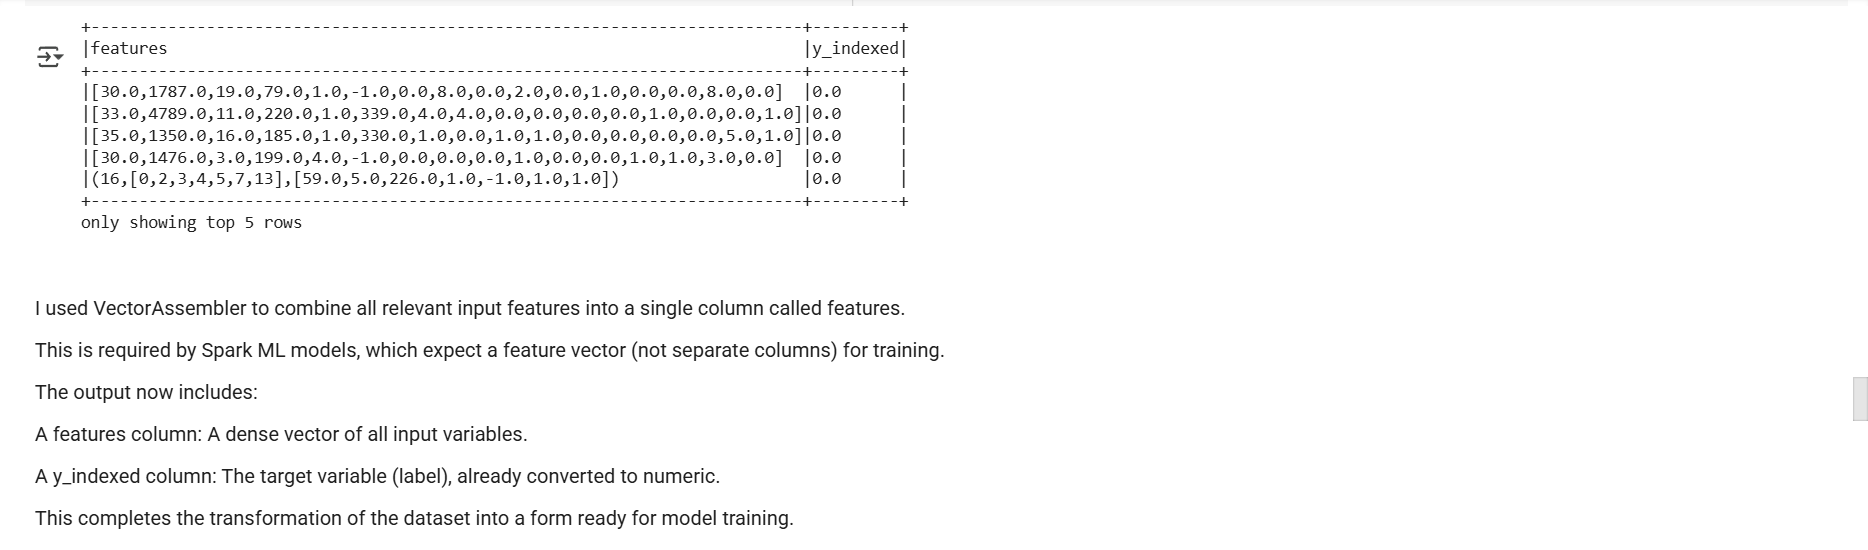 +--------------------------------------------------------------------------+---------+
|features                                                                  |y_indexed|
+--------------------------------------------------------------------------+---------+
|[30.0,1787.0,19.0,79.0,1.0,-1.0,0.0,8.0,0.0,2.0,0.0,1.0,0.0,0.0,8.0,0.0]  |0.0      |
|[33.0,4789.0,11.0,220.0,1.0,339.0,4.0,4.0,0.0,0.0,0.0,0.0,1.0,0.0,0.0,1.0]|0.0      |
|[35.0,1350.0,16.0,185.0,1.0,330.0,1.0,0.0,1.0,1.0,0.0,0.0,0.0,0.0,5.0,1.0]|0.0      |
|[30.0,1476.0,3.0,199.0,4.0,-1.0,0.0,0.0,0.0,1.0,0.0,0.0,1.0,1.0,3.0,0.0]  |0.0      |
|(16,[0,2,3,4,5,7,13],[59.0,5.0,226.0,1.0,-1.0,1.0,1.0])                   |0.0      |
+--------------------------------------------------------------------------+---------+
only showing top 5 rows
I used VectorAssembler to combine all relevant input features into a single column called features.
This is required by Spark ML models, which expect a feature vector (not separate columns) for training.
The output now includes:
A features column: A dense vector of all input variables.
A y_indexed column: The target variable (label), already converted to numeric.
This completes the transformation of the dataset into a form ready for model training.